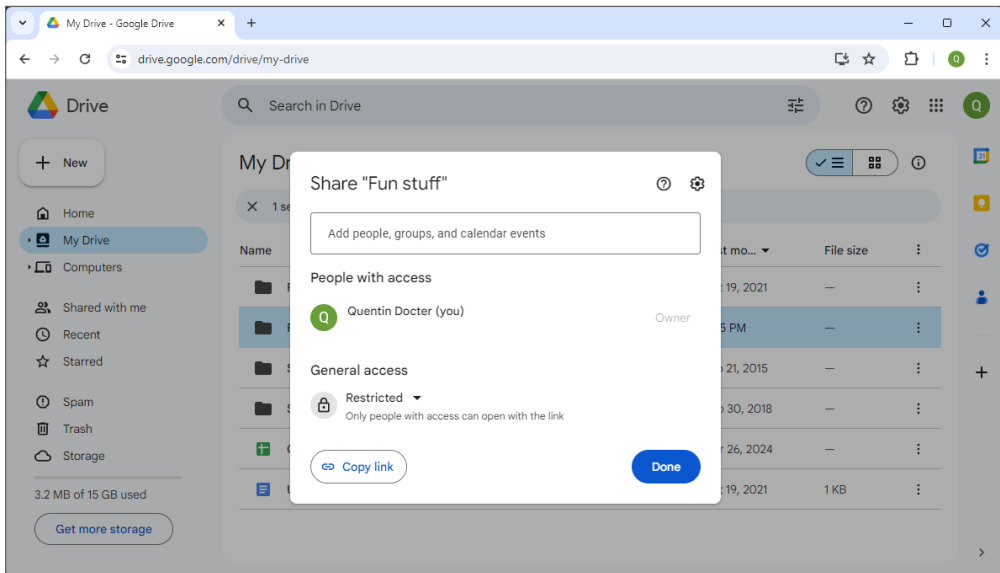 My Drive - Google Drive
drive.google.com/drive/my-drive
Q
Drive
Search in Drive
Q
New
My Dr
31
1 se
Home
My Drive
Computers
Shared with me
Recent
Starred
Spam
Trash
Storage
3.2 MB of 15 GB used
Get more storage
Name
t mo...
File size
19, 2021
—
5 PM
—
21, 2015
—
30, 2018
—
26, 2024
—
19, 2021
1 KB
Share "Fun stuff"
Add people, groups, and calendar events
People with access
Q
Quentin Docter (you)
Owner
General access
Restricted
Only people with access can open with the link
Copy link
Done